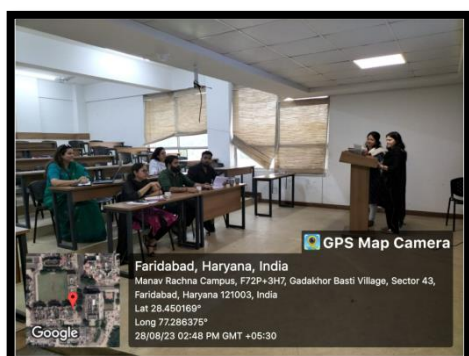 GPS Map Camera
Faridabad, Haryana, India
Manav Rachna Campus, F72P+3H7, Gadakhor Basti Village, Sector 43,
Faridabad, Haryana 121003, India
Lat 28.450169°
Long 77.286375°
28/08/23 02:48 PM GMT +05:30
Google